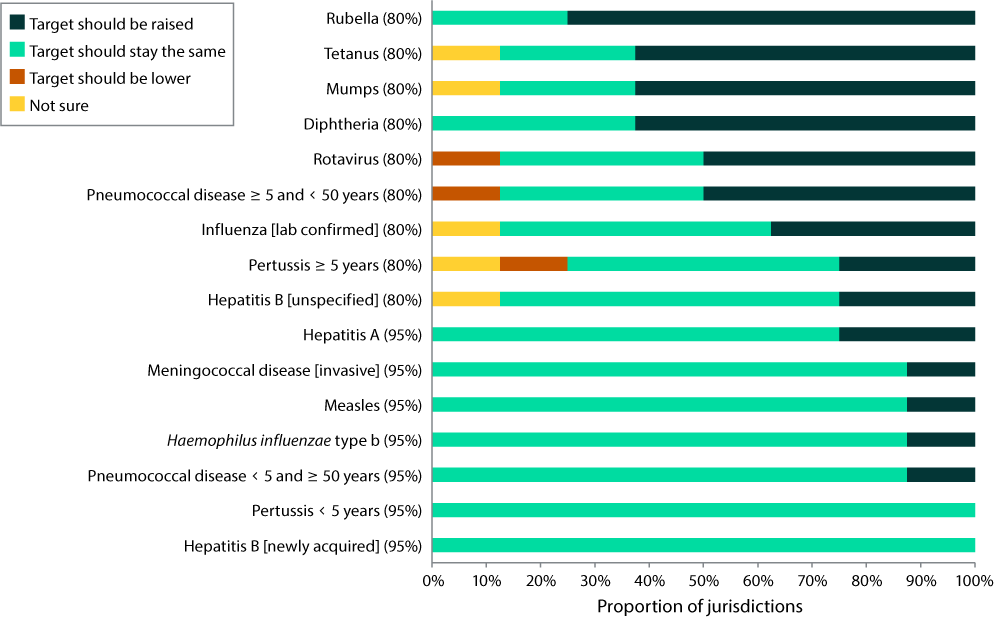 Target should be raised
Target should stay the same
Target should be lower
Not sure
Rubella (80%)
Tetanus (80%)
Mumps (80%)
Diphtheria (80%)
Rotavirus (80%)
Pneumococcal disease ≥ 5 and < 50 years (80%)
Influenza [lab confirmed] (80%)
Pertussis ≥ 5 years (80%)
Hepatitis B [unspecified] (80%)
Hepatitis A (95%)
Meningococcal disease [invasive] (95%)
Measles (95%)
Haemophilus influenzae type b (95%)
Pneumococcal disease < 5 and ≥ 50 years (95%)
Pertussis < 5 years (95%)
Hepatitis B [newly acquired] (95%)
0% 10% 20% 30% 40% 50% 60% 70% 80% 90% 100%
Proportion of jurisdictions